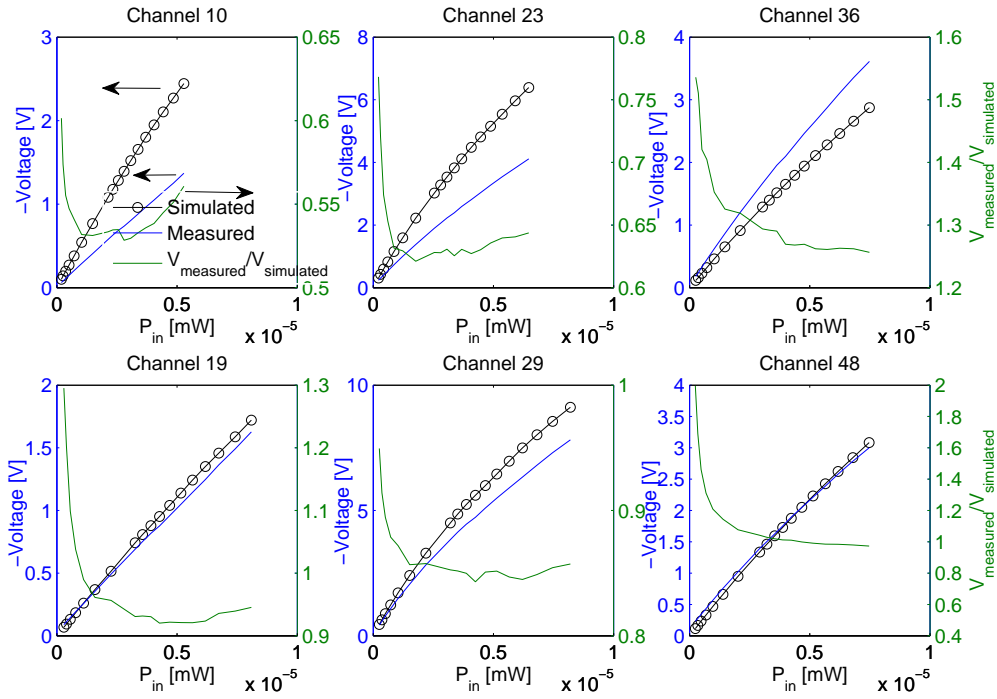 Channel 10
Channel 23
Channel 36
3
2
1
0
-Voltage [V]
0.65
0.6
0.55
0.5
Simulated
Measured
V_measured/V_simulated
0 0.5 1
P_in [mW]
x 10^-5
8
6
4
2
0
-Voltage [V]
0.8
0.75
0.7
0.65
0.6
0 0.5 1
P_in [mW]
x 10^-5
4
3
2
1
0
-Voltage [V]
1.6
1.5
1.4
1.3
1.2
V_measured/V_simulated
0 0.5 1
P_in [mW]
x 10^-5
Channel 19
Channel 29
Channel 48
2
1.5
1
0.5
0
-Voltage [V]
1.3
1.2
1.1
1
0.9
0 0.5 1
P_in [mW]
x 10^-5
10
5
0
-Voltage [V]
1
0.9
0.8
0 0.5 1
P_in [mW]
x 10^-5
4
3.5
3
2.5
2
1.5
1
0.5
0
-Voltage [V]
2
1.8
1.6
1.4
1.2
1
0.8
0.6
0.4
V_measured/V_simulated
0 0.5 1
P_in [mW]
x 10^-5